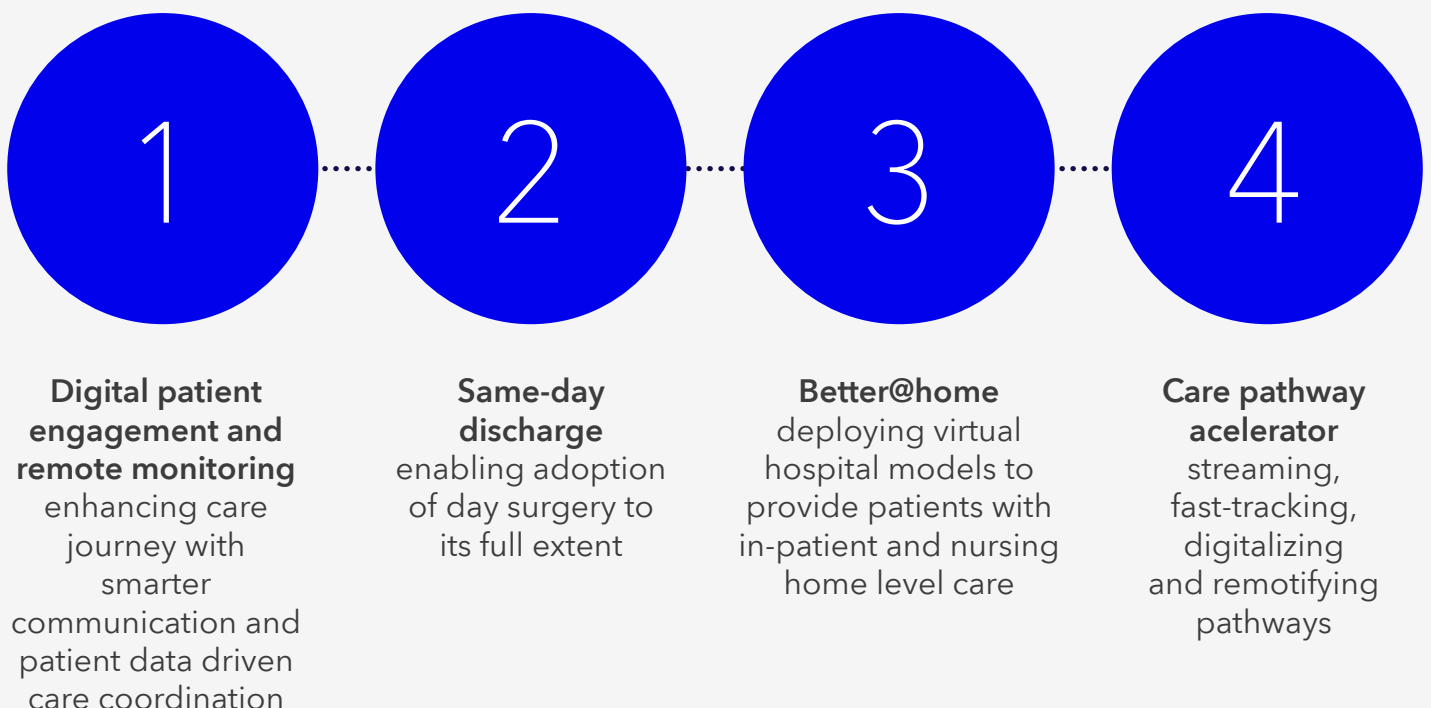 1
2
3
4
Digital patient
engagement and
remote monitoring
enhancing care
journey with
smarter
communication and
patient data driven
care coordination
Same-day
discharge
enabling adoption
of day surgery to
its full extent
Better@home
deploying virtual
hospital models to
provide patients with
in-patient and nursing
home level care
Care pathway
acelerator
streaming,
fast-tracking,
digitalizing
and remotifying
pathways